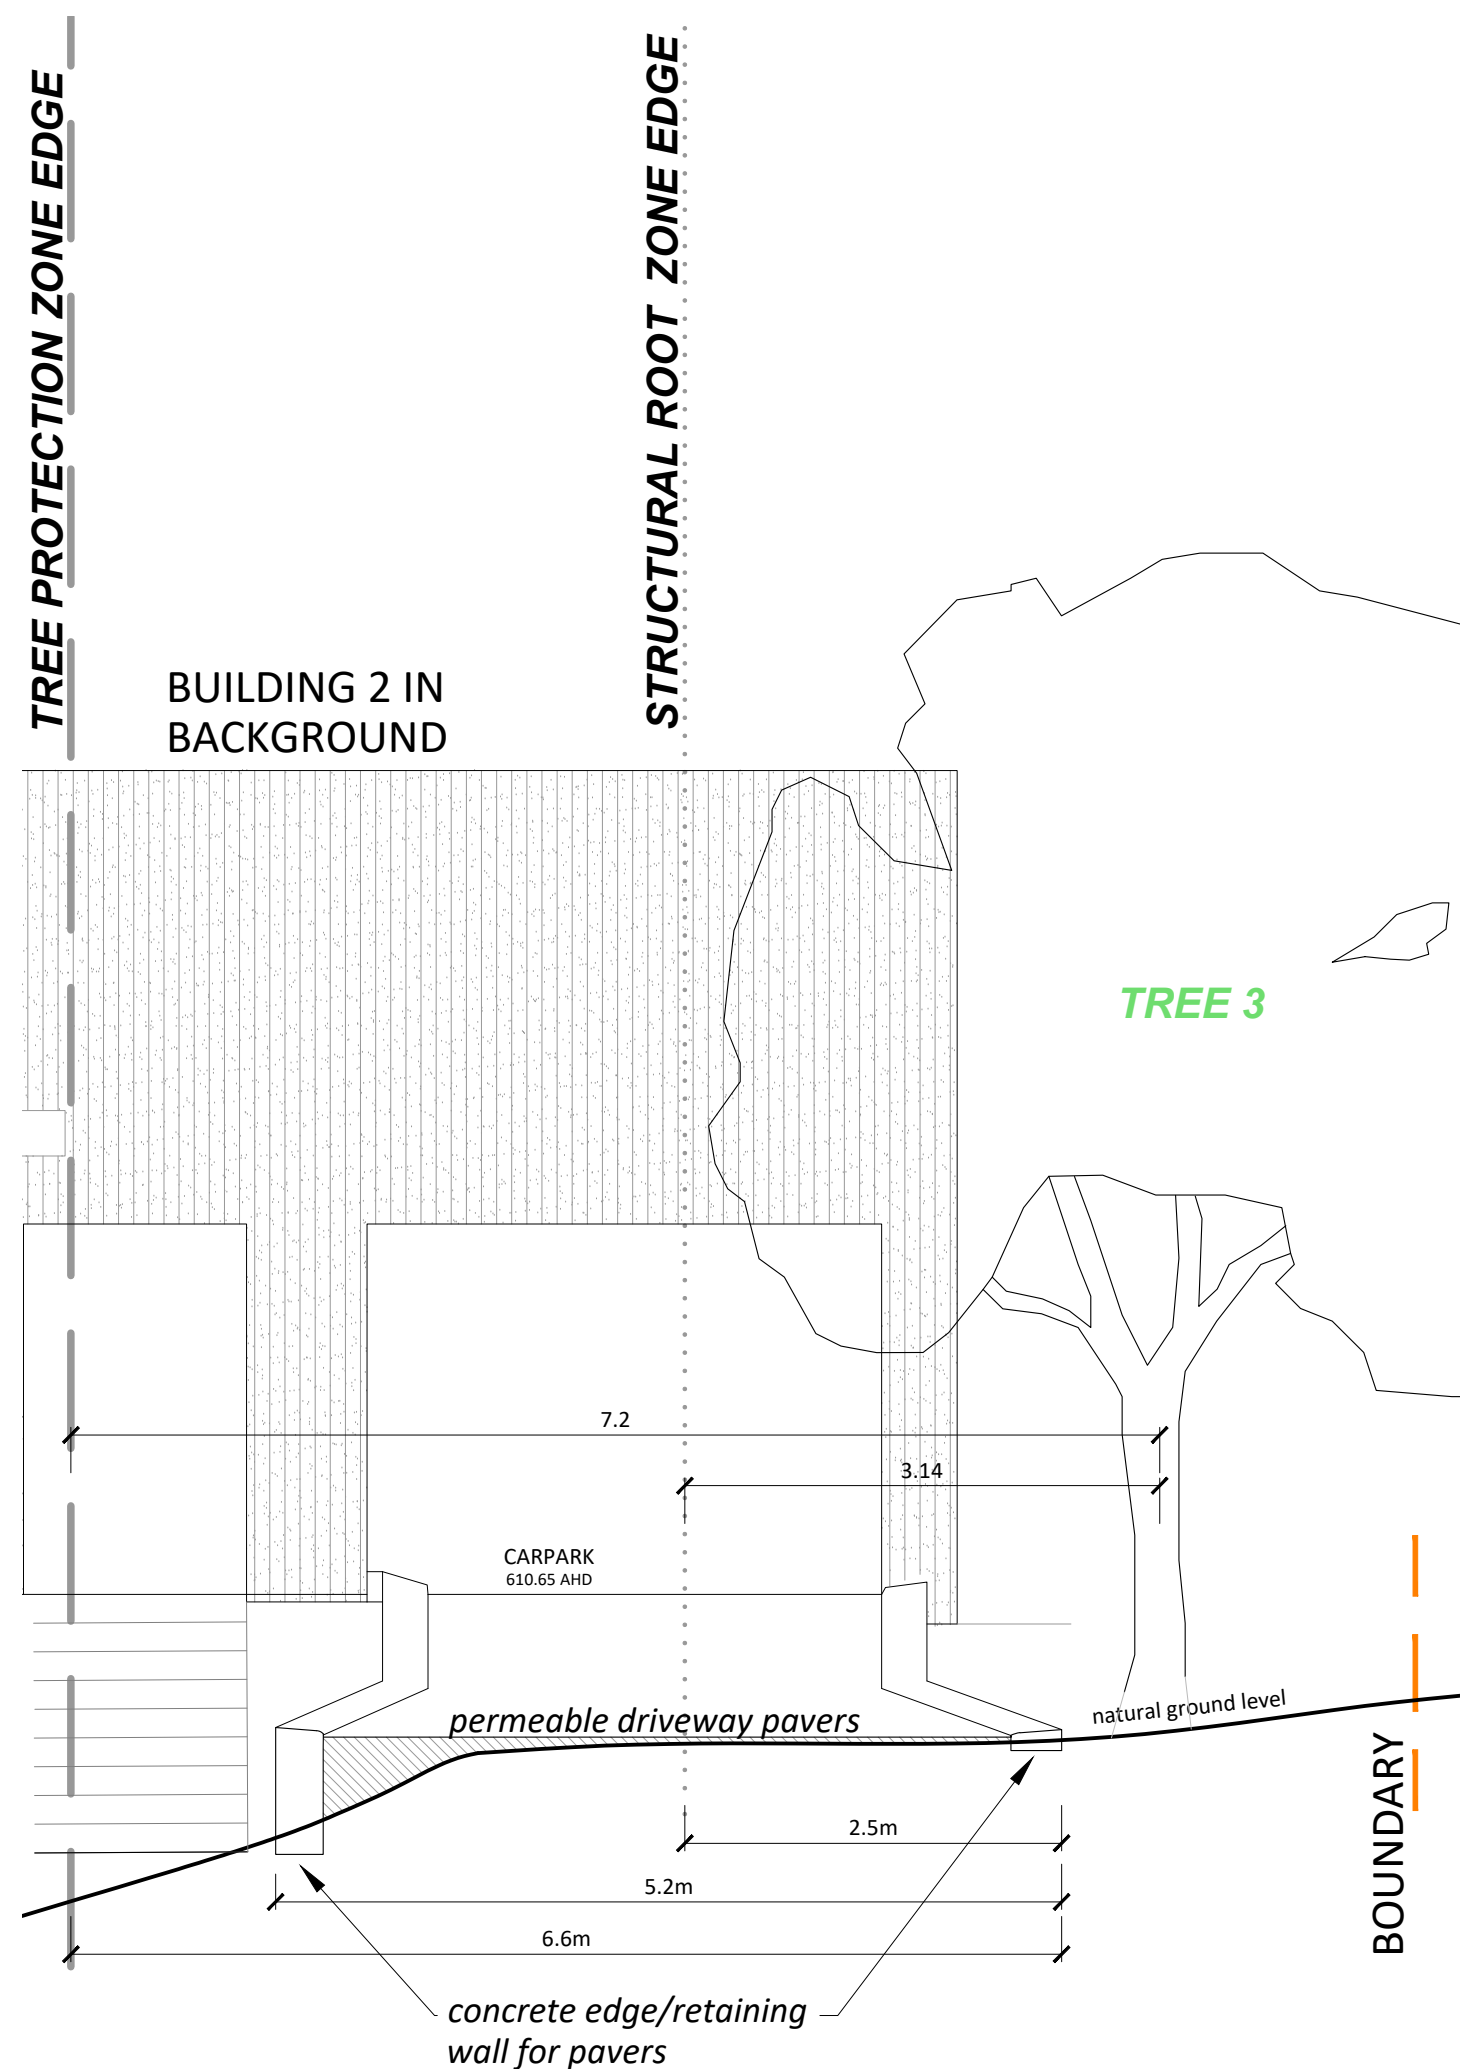 TREE PROTECTION ZONE EDGE
STRUCTURAL ROOT ZONE EDGE
BUILDING 2 IN
BACKGROUND
TREE 3
7.2
3.14
CARPARK
610.65 AHD
natural ground level
permeable driveway pavers
BOUNDARY
2.5m
5.2m
6.6m
concrete edge/retaining
wall for pavers